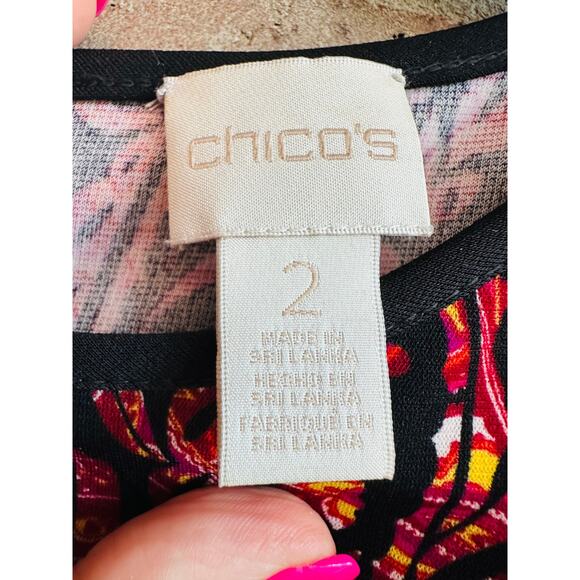 chico's
2
MADE IN
SRI LANKA
HECHO EN
SRI LANKA
FABRIQUÉ EN
SRI LANKA